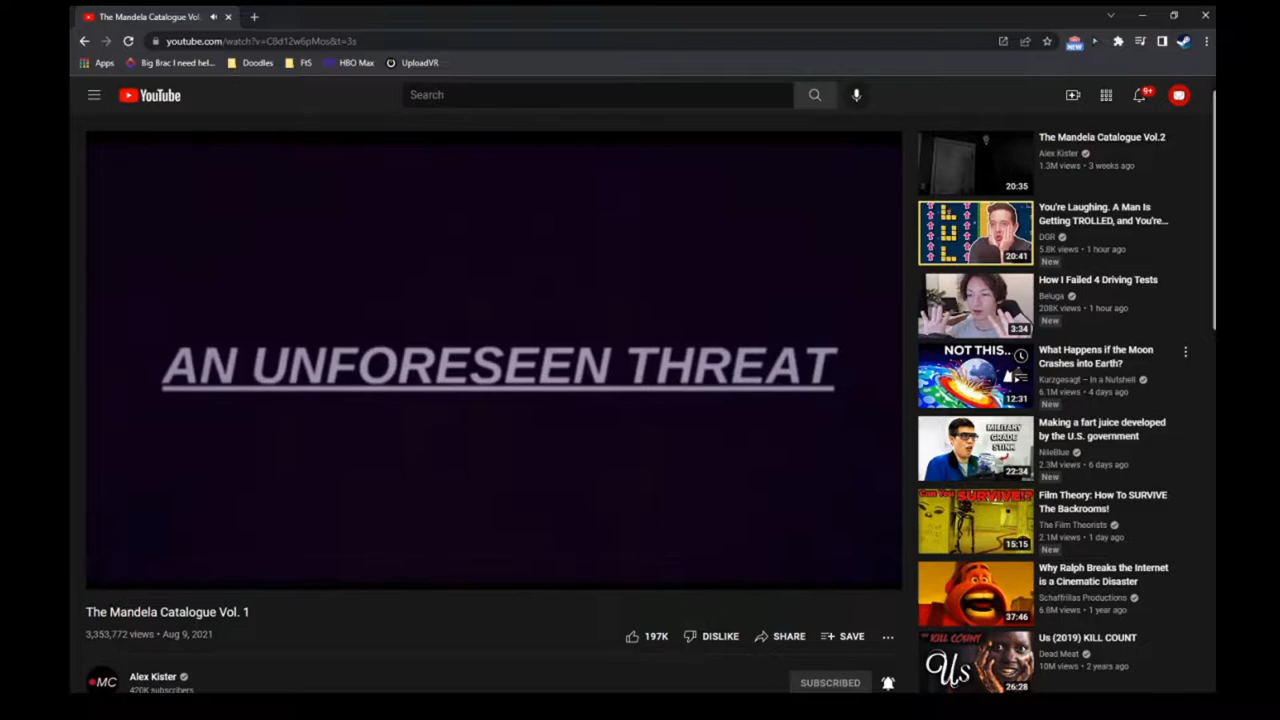 The Mandela Catalogue Vol.
youtube.com/watch?v=C8d12w6pMos&t=3s
NEW
Apps
Big Brac I need hel...
Doodles
FtS
HBO Max
UploadVR
YouTube
Search
9+
AN UNFORESEEN THREAT
The Mandela Catalogue Vol. 1
3,353,772 views • Aug 9, 2021
197K
DISLIKE
SHARE
SAVE
MC
Alex Kister
420K subscribers
SUBSCRIBED
20:35
The Mandela Catalogue Vol.2
Alex Kister
1.3M views • 3 weeks ago
20:41
You're Laughing. A Man Is
Getting TROLLED, and You're...
DGR
5.8K views • 1 hour ago
New
3:34
How I Failed 4 Driving Tests
Beluga
208K views • 1 hour ago
New
NOT THIS..
12:31
What Happens if the Moon
Crashes into Earth?
Kurzgesagt – In a Nutshell
6.1M views • 4 days ago
New
MILITARY
GRADE
STINK
22:34
Making a fart juice developed
by the U.S. government
NileBlue
2.3M views • 6 days ago
New
Can You SURVIVE?
15:15
Film Theory: How To SURVIVE
The Backrooms!
The Film Theorists
2.1M views • 1 day ago
New
37:46
Why Ralph Breaks the Internet
is a Cinematic Disaster
Schaffrillas Productions
6.8M views • 1 year ago
KILL COUNT
Us
26:28
Us (2019) KILL COUNT
Dead Meat
10M views • 2 years ago